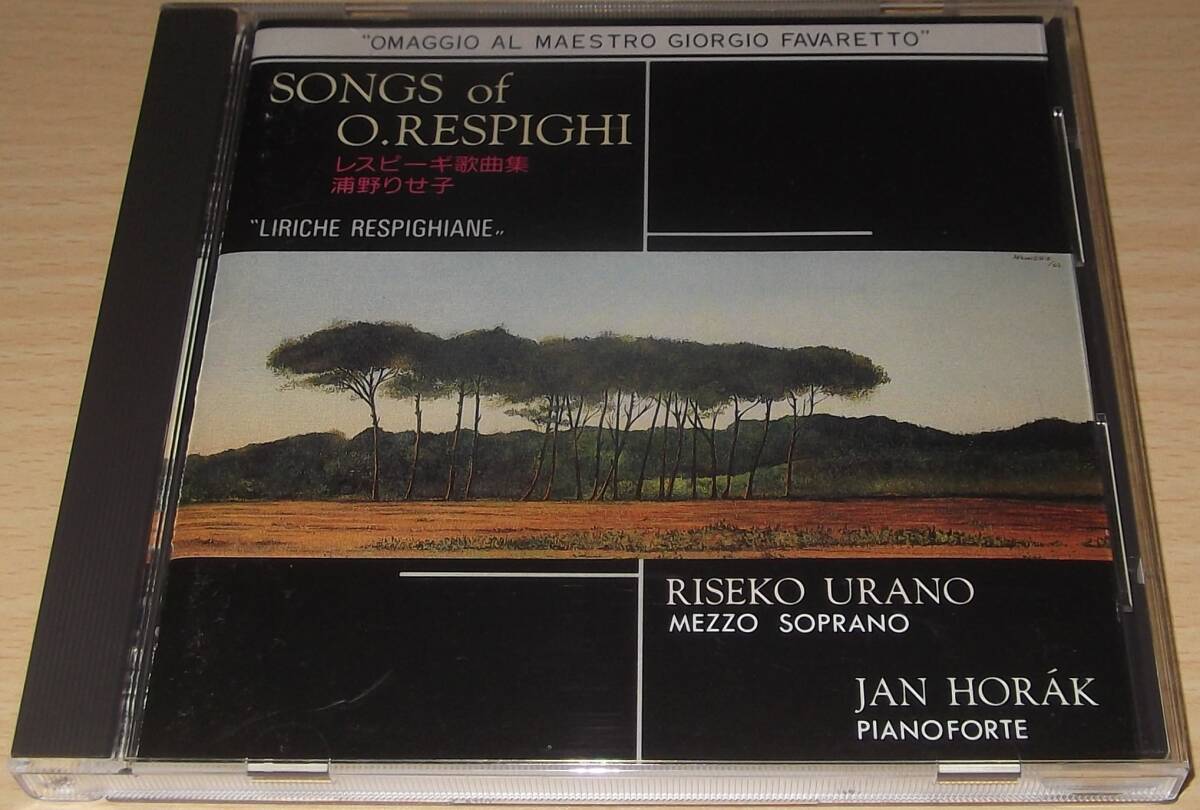 "OMAGGIO AL MAESTRO GIORGIO FAVARETTO"
SONGS of
O.RESPIGHI
レスピーギ歌曲集
浦野りせ子
"LIRICHE RESPIGHIANE„
RISEKO URANO
MEZZO SOPRANO
JAN HORÁK
PIANOFORTE